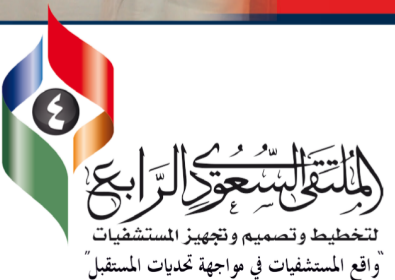 ٤
الملتقى السعودي الرابع
لتخطيط وتصميم وتجهيز المستشفيات
"واقع المستشفيات في مواجهة تحديات المستقبل"